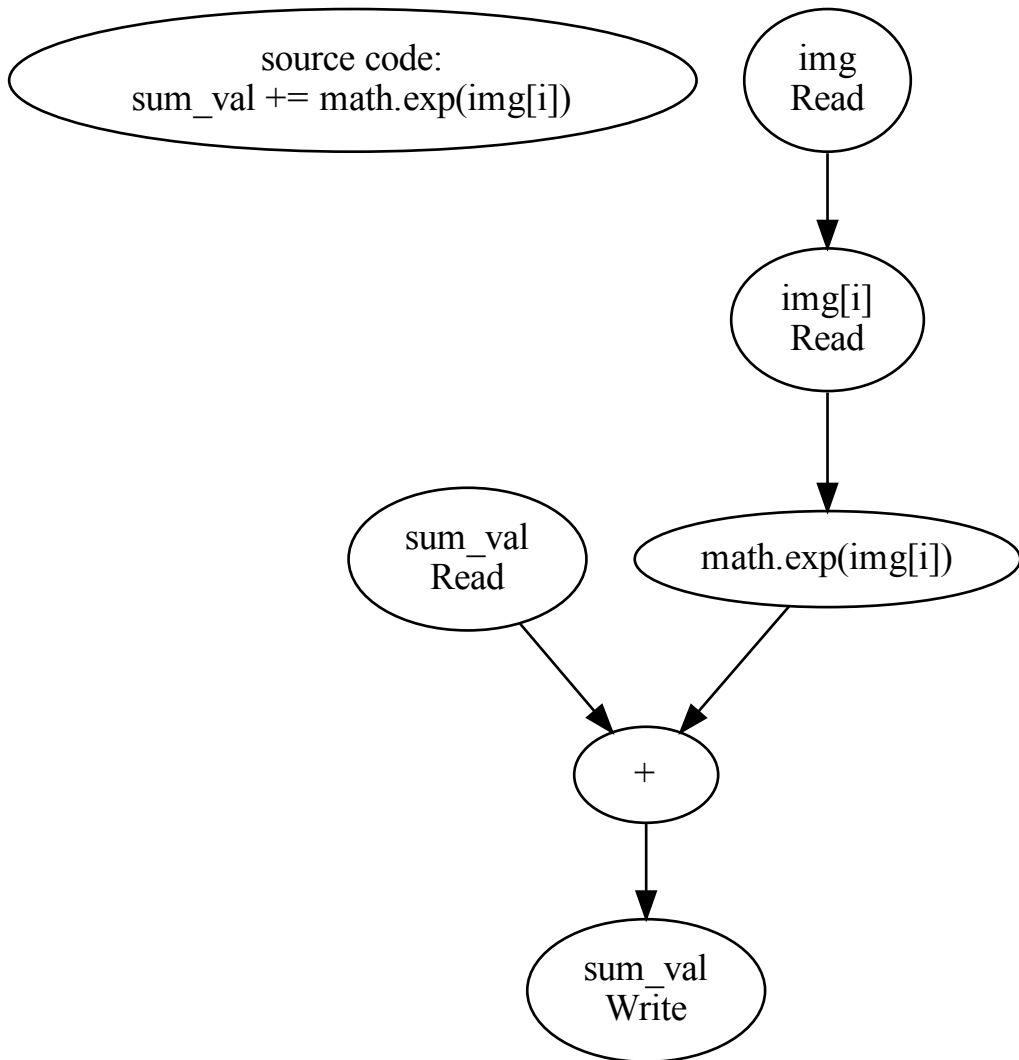 source code:
sum_val += math.exp(img[i])
img
Read
img[i]
Read
sum_val
Read
math.exp(img[i])
+
sum_val
Write